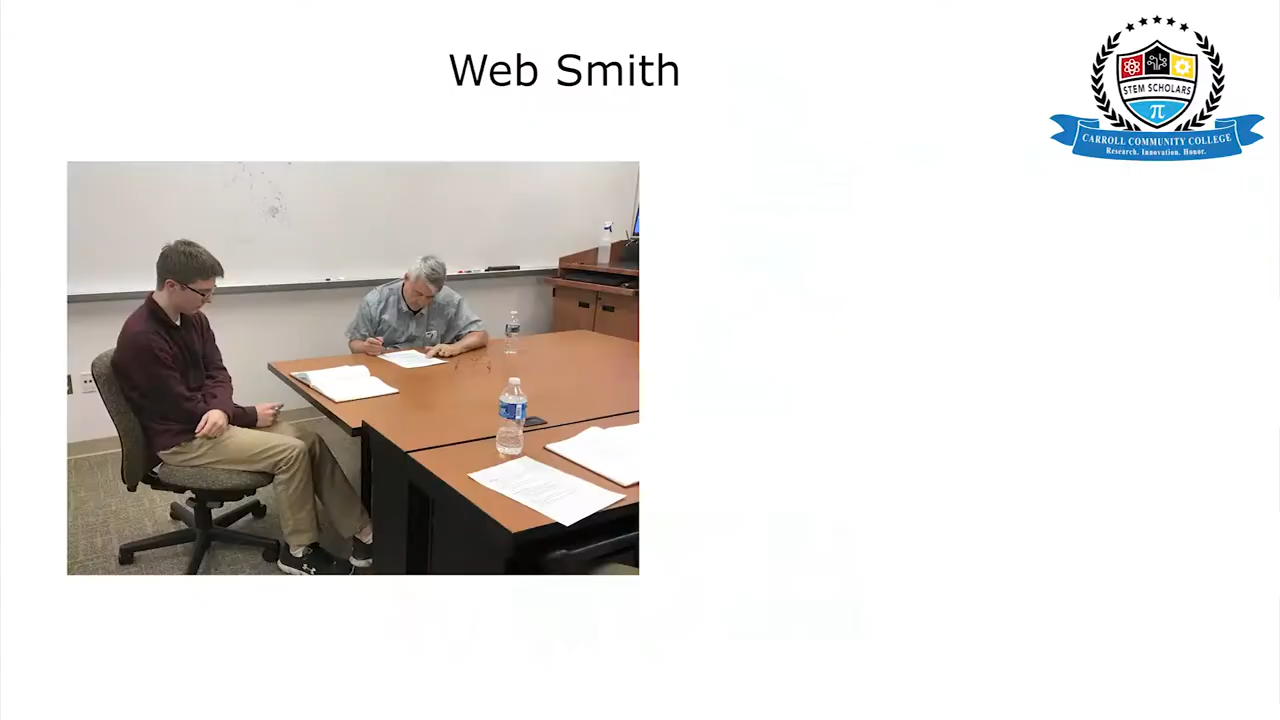 Web Smith
STEM SCHOLARS
π
CARROLL COMMUNITY COLLEGE
Research. Innovation. Honor.